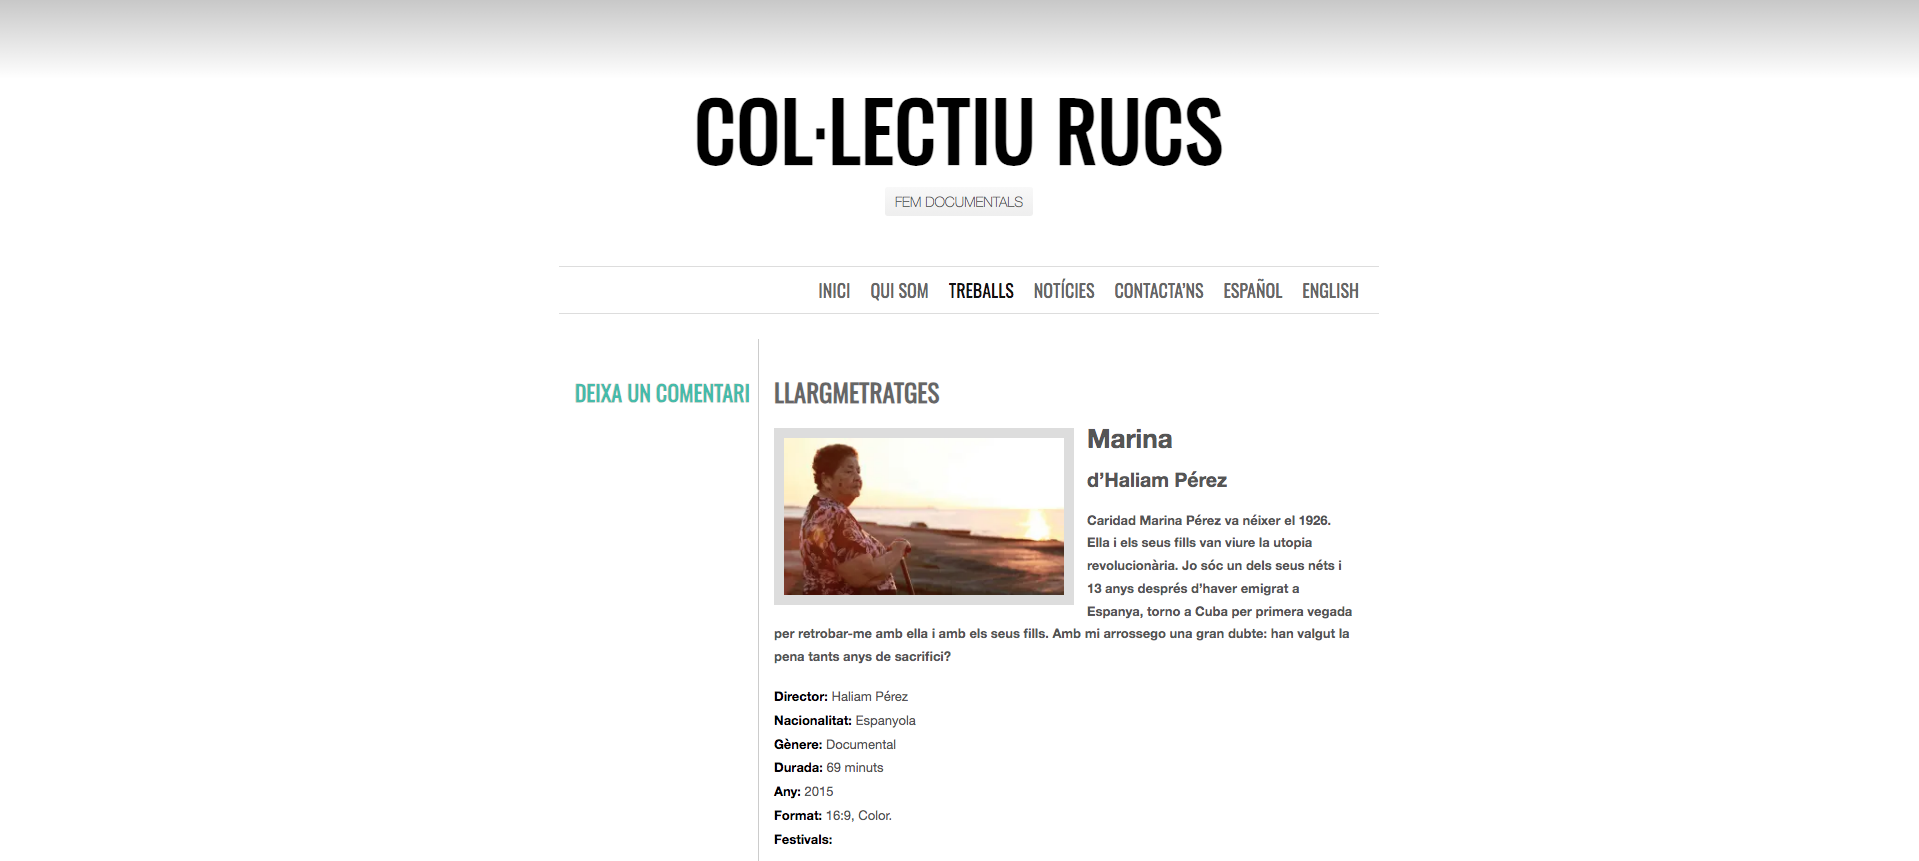 COL·LECTIU RUCS
FEM DOCUMENTALS
INICI QUI SOM TREBALLS NOTÍCIES CONTACTA'NS ESPAÑOL ENGLISH
DEIXA UN COMENTARI
LLARGMETRATGES
Marina
d’Haliam Pérez
Caridad Marina Pérez va néixer el 1926.
Ella i els seus fills van viure la utopia
revolucionària. Jo sóc un dels seus néts i
13 anys després d’haver emigrat a
Espanya, torno a Cuba per primera vegada
per retrobar-me amb ella i amb els seus fills. Amb mi arrossego una gran dubte: han valgut la
pena tants anys de sacrifici?
Director: Haliam Pérez
Nacionalitat: Espanyola
Gènere: Documental
Durada: 69 minuts
Any: 2015
Format: 16:9, Color.
Festivals: